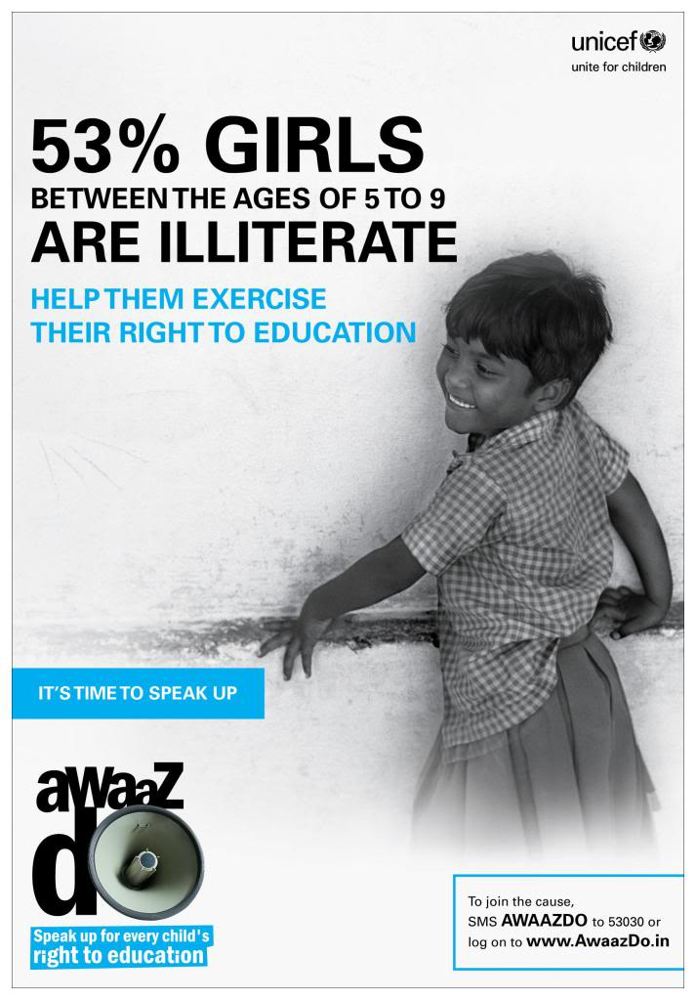 unicef
unite for children
53% GIRLS
BETWEEN THE AGES OF 5 TO 9
ARE ILLITERATE
HELP THEM EXERCISE
THEIR RIGHT TO EDUCATION
IT'S TIME TO SPEAK UP
awaaz
do
Speak up for every child's
right to education
To join the cause,
SMS AWAAZDO to 53030 or
log on to www.AwaazDo.in